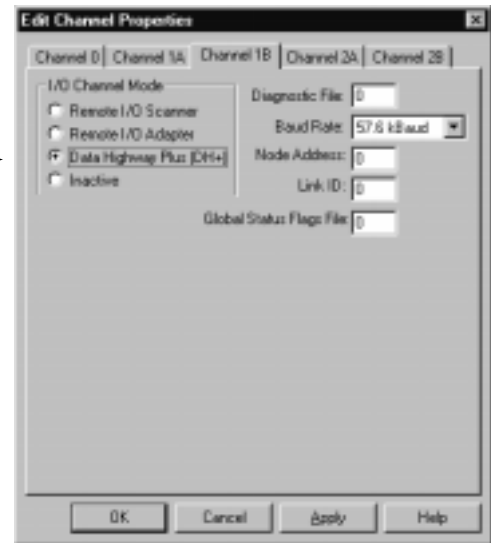 Edit Channel Properties
Channel 0 Channel 1A Channel 1B Channel 2A Channel 2B
I/O Channel Mode
Remote I/O Scanner
Remote I/O Adapter
Data Highway Plus [DH+]
Inactive
Diagnostic File: 0
Baud Rate: 57.6 kBaud
Node Address: 0
Link ID: 0
Global Status Flags File: 0
OK Cancel Apply Help